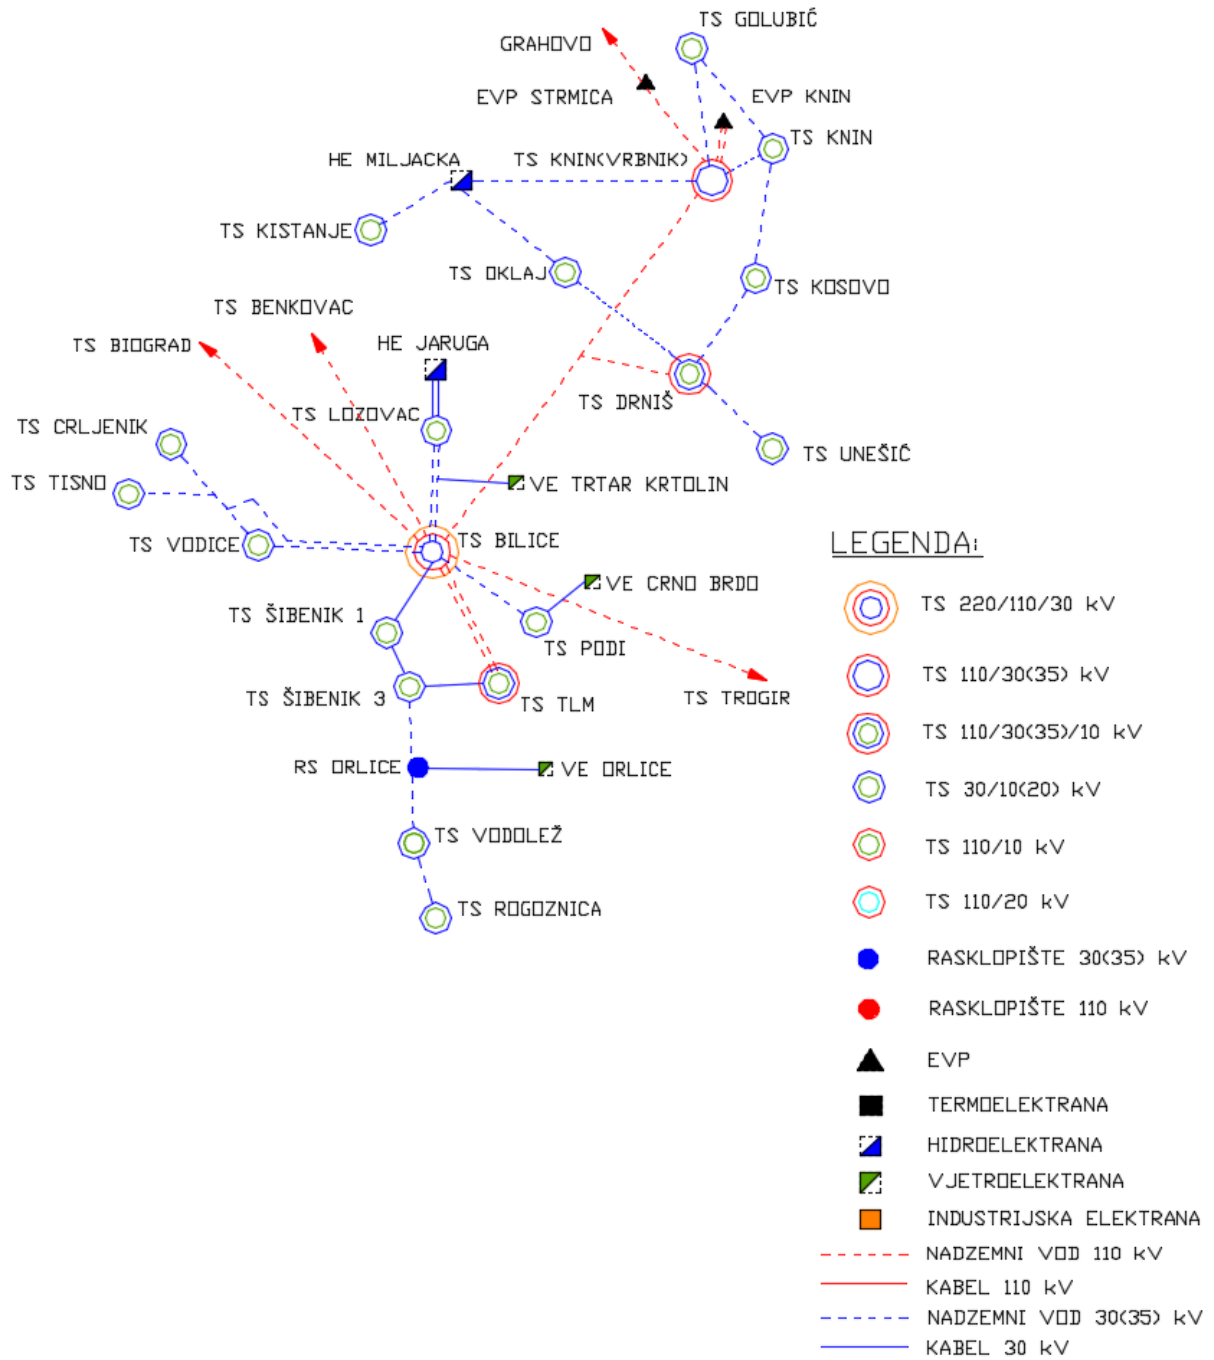 TS GOLUBIĆ
GRAHOVO
EVP STRMICA
EVP KNIN
TS KNIN
HE MILJACKA
TS KNIN(VRBNIK)
TS KISTANJE
TS OKLAJ
TS KOSOVO
TS BENKOVAC
TS BIOGRAD
HE JARUGA
TS DRNIŠ
TS LOZOVAC
TS CRLJENIK
TS UNEŠIĆ
TS TISNO
VE TRTAR KRTOLIN
TS VODICE
TS BILICE
VE CRNO BRDO
TS ŠIBENIK 1
TS PODI
TS ŠIBENIK 3
TS TLM
TS TROGIR
RS ORLICE
VE ORLICE
TS VODOLEŽ
TS ROGOZNICA
LEGENDA:
TS 220/110/30 kV
TS 110/30(35) kV
TS 110/30(35)/10 kV
TS 30/10(20) kV
TS 110/10 kV
TS 110/20 kV
RASKLOPIŠTE 30(35) kV
RASKLOPIŠTE 110 kV
EVP
TERMOELEKTRANA
HIDROELEKTRANA
VJETROELEKTRANA
INDUSTRIJSKA ELEKTRANA
NADZEMNI VOD 110 kV
KABEL 110 kV
NADZEMNI VOD 30(35) kV
KABEL 30 kV